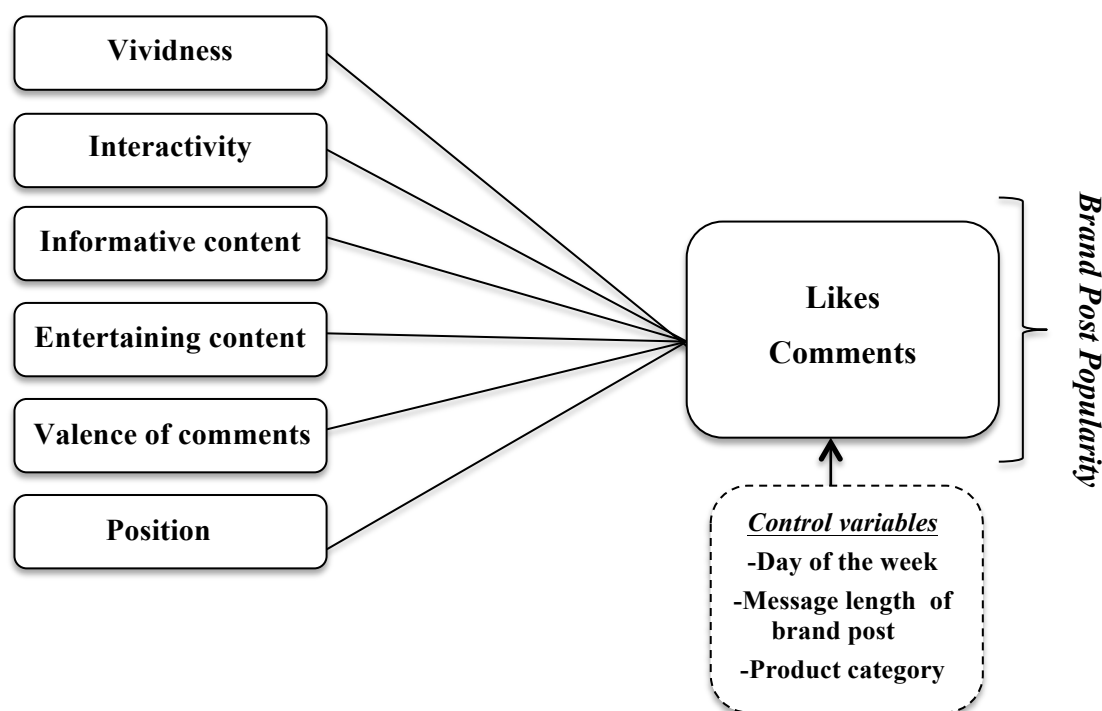 Vividness
Interactivity
Informative content
Entertaining content
Valence of comments
Position
Likes
Comments
Brand Post Popularity
Control variables
-Day of the week
-Message length of
brand post
-Product category